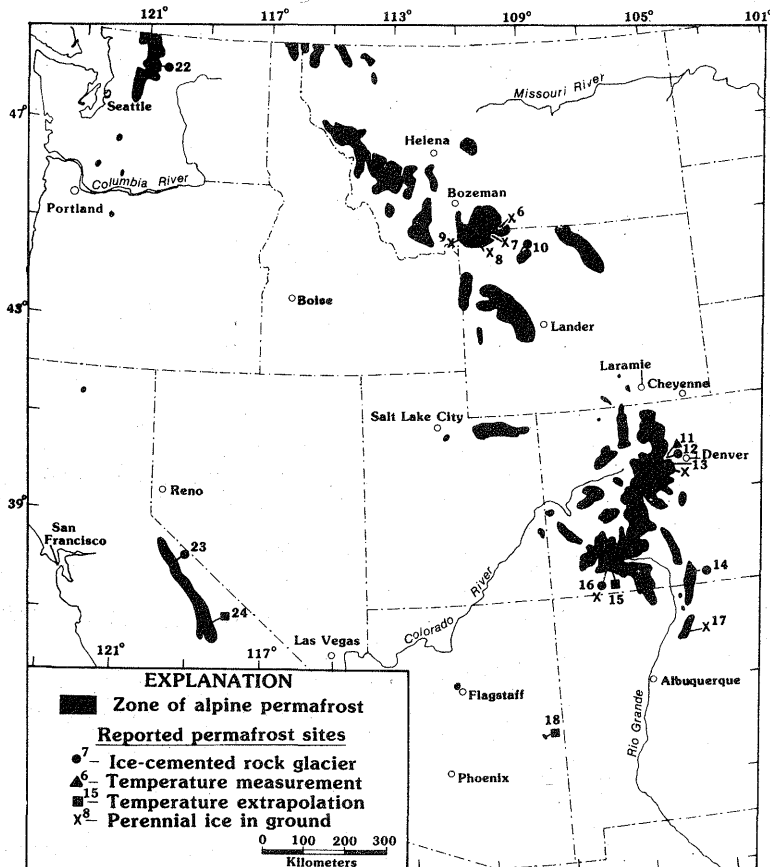 121° 117° 113° 109° 105° 101°
22
Seattle
47°
Missouri River
Helena
Columbia River
Portland
Bozeman
6
9 7 10
8
43°
Boise
Lander
Laramie
Cheyenne
Salt Lake City
11
12
Denver
13
Reno
39°
San
Francisco
23
14
16 15
24
17
Colorado River
Las Vegas
121° 117°
Flagstaff
Albuquerque
Rio Grande
18
Phoenix
EXPLANATION
Zone of alpine permafrost
Reported permafrost sites
●7– Ice-cemented rock glacier
▲6– Temperature measurement
■15– Temperature extrapolation
X8– Perennial ice in ground
0 100 200 300
Kilometers